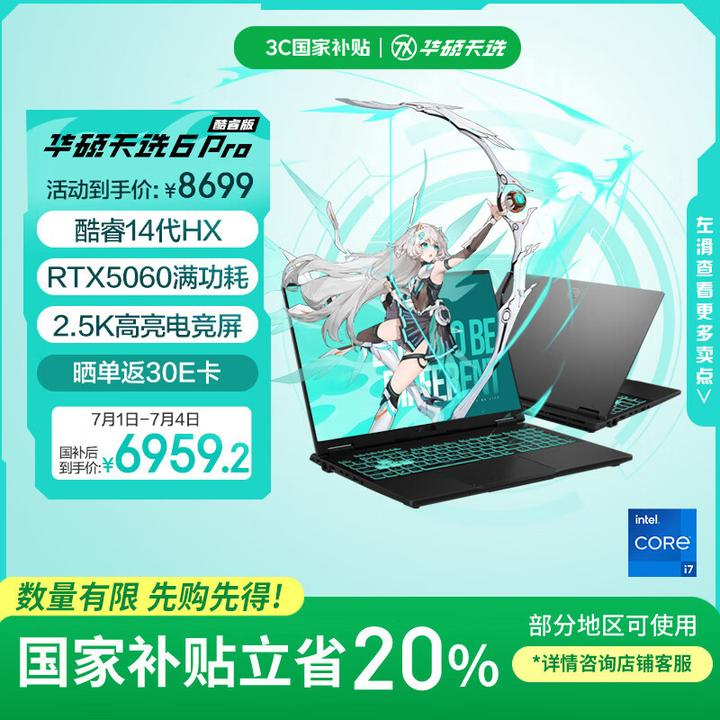 3C国家补贴 | TX 华硕天选
华硕天选6 Pro 酷睿版
活动到手价: ¥8699
酷睿14代HX
RTX5060满功耗
2.5K高亮电竞屏
晒单返30E卡
7月1日-7月4日
国补后
到手价: ¥6959.2
左滑查看更多卖点>
O BE
DIFFERENT
intel
CORE
i7
数量有限 先购先得!
国家补贴立省20%
部分地区可使用
*详情咨询店铺客服